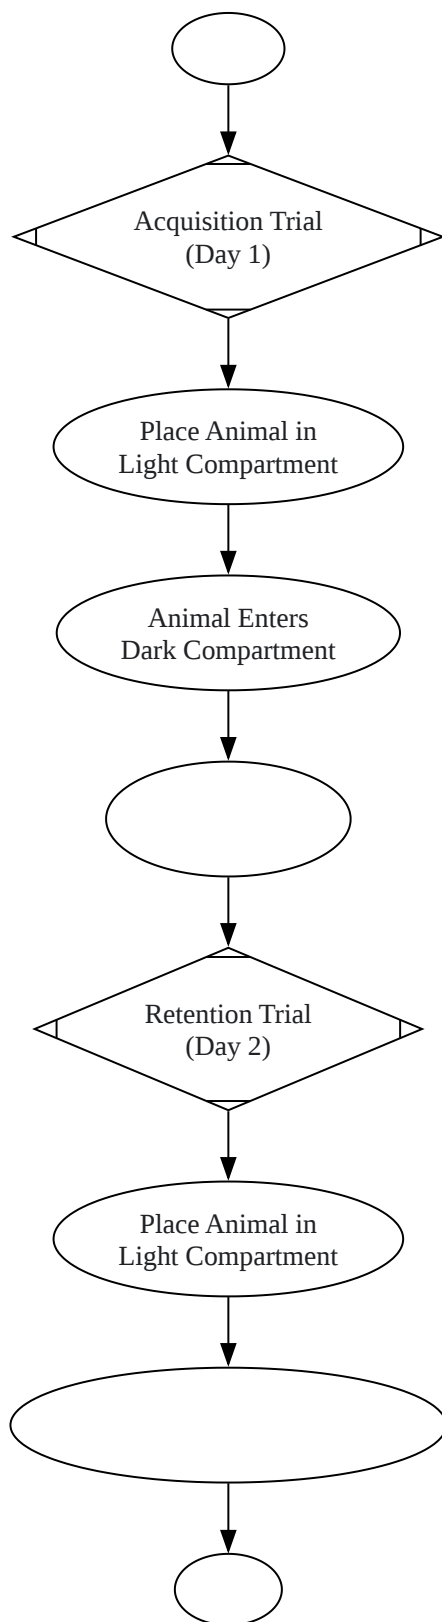 Acquisition Trial
(Day 1)
Place Animal in
Light Compartment
Animal Enters
Dark Compartment
Retention Trial
(Day 2)
Place Animal in
Light Compartment